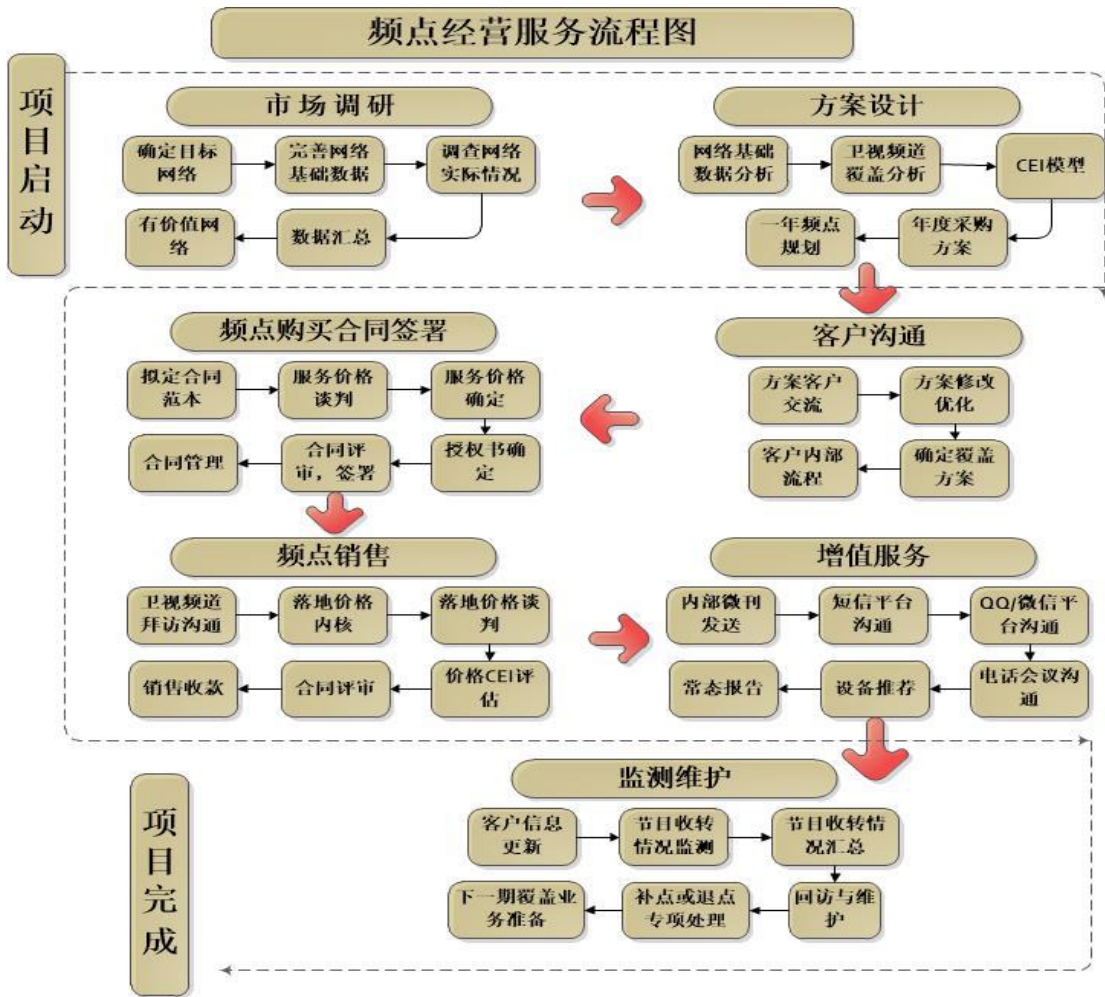 频点经营服务流程图
项目启动
市场调研
确定目标
网络
完善网络
基础数据
调查网络
实际情况
数据汇总
有价值网
络
方案设计
网络基础
数据分析
卫视频道
覆盖分析
CEI模型
年度采购
方案
一年频点
规划
客户沟通
方案客户
交流
方案修改
优化
确定覆盖
方案
客户内部
流程
频点购买合同签署
拟定合同
范本
服务价格
谈判
服务价格
确定
授权书确
定
合同评
审，签署
合同管理
频点销售
卫视频道
拜访沟通
落地价格
内核
落地价格谈
判
价格CEI评
估
合同评审
销售收款
增值服务
内部微刊
发送
短信平台
沟通
QQ/微信平
台沟通
电话会议沟
通
设备推荐
常态报告
监测维护
客户信息
更新
节目收转
情况监测
节目收转情
况汇总
回访与维
护
补点或退点
专项处理
下一期覆盖业
务准备
项目完成